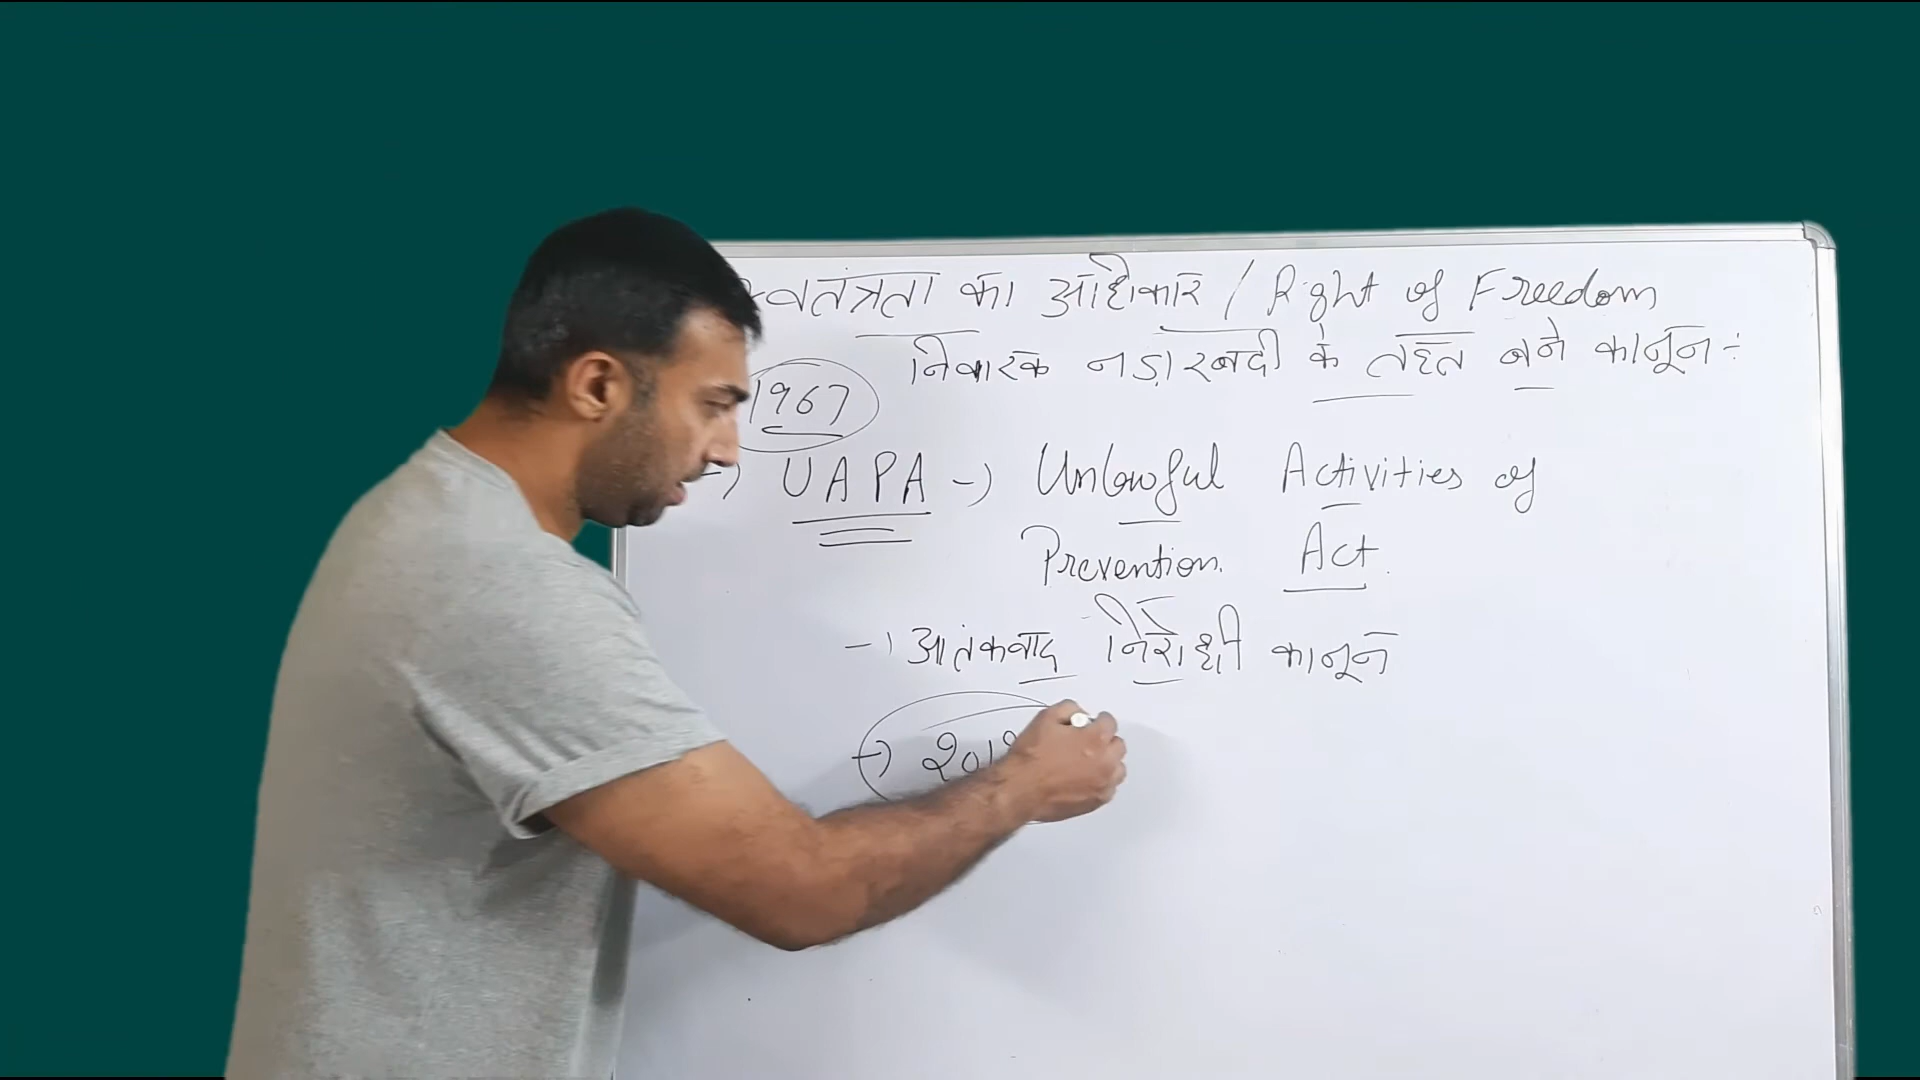 स्वतंत्रता का अधिकार / Right of Freedom
निवारक नज़रबंदी के तहत बने कानून :-
1967
-) UAPA -) Unlawful Activities of
Prevention. Act.
-) आतंकवाद निरोधी कानून
-)